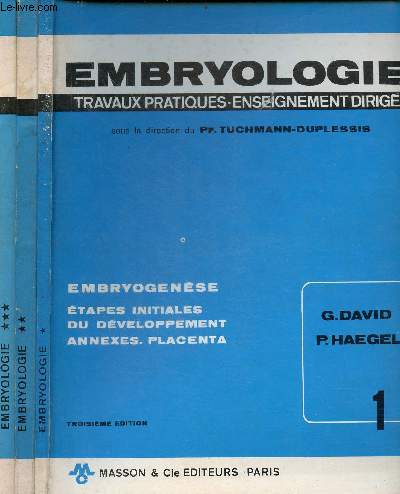 EMBRYOLOGIE
TRAVAUX PRATIQUES·ENSEIGNEMENT DIRIGÉ
sous la direction du Pr. TUCHMANN-DUPLESSIS
EMBRYOGENÈSE
ÉTAPES INITIALES
DU DÉVELOPPEMENT
ANNEXES. PLACENTA
G. DAVID
P. HAEGEL
1
TROISIÈME ÉDITION
MASSON & Cie EDITEURS · PARIS
EMBRYOLOGIE ★★★
EMBRYOLOGIE ★★
EMBRYOLOGIE ★
le-livre